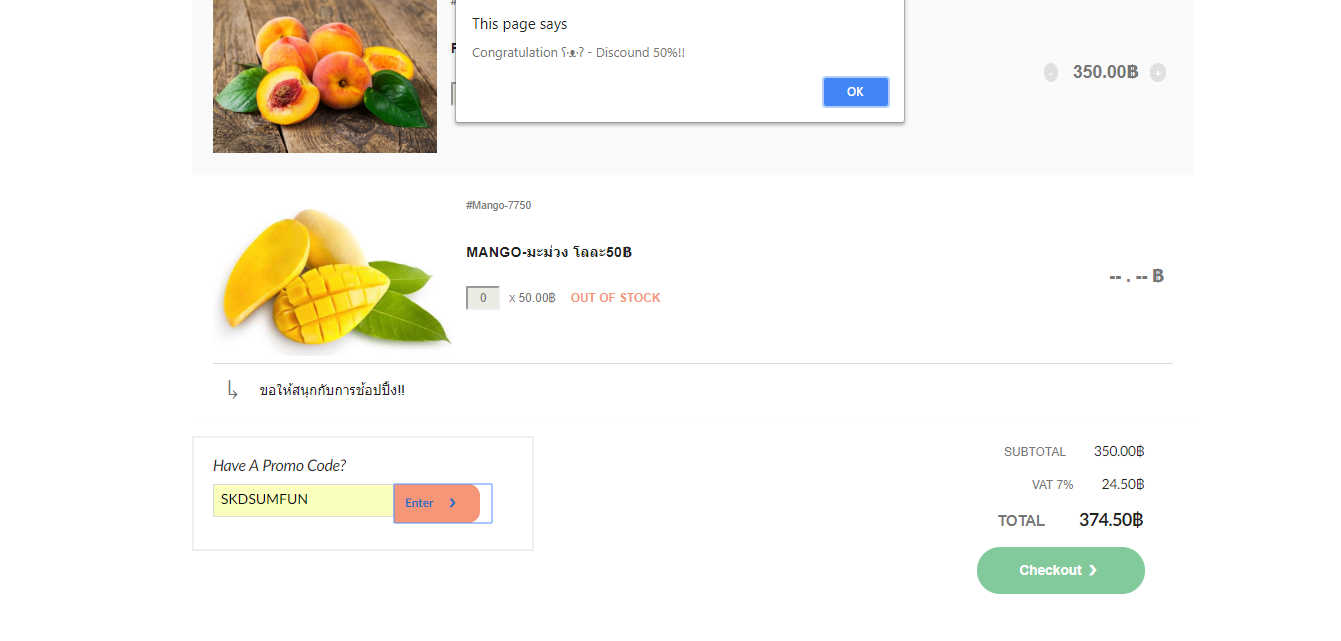 This page says
Congratulation ʕ·ᴥ·ʔ - Discound 50%!!
OK
- 350.00฿ +
#Mango-7750
MANGO-มะม่วง โลละ50฿
-- . -- ฿
0 x 50.00฿ OUT OF STOCK
ขอให้สนุกกับการช้อปปิ้ง!!
Have A Promo Code?
SKDSUMFUN
Enter
SUBTOTAL 350.00฿
VAT 7% 24.50฿
TOTAL 374.50฿
Checkout